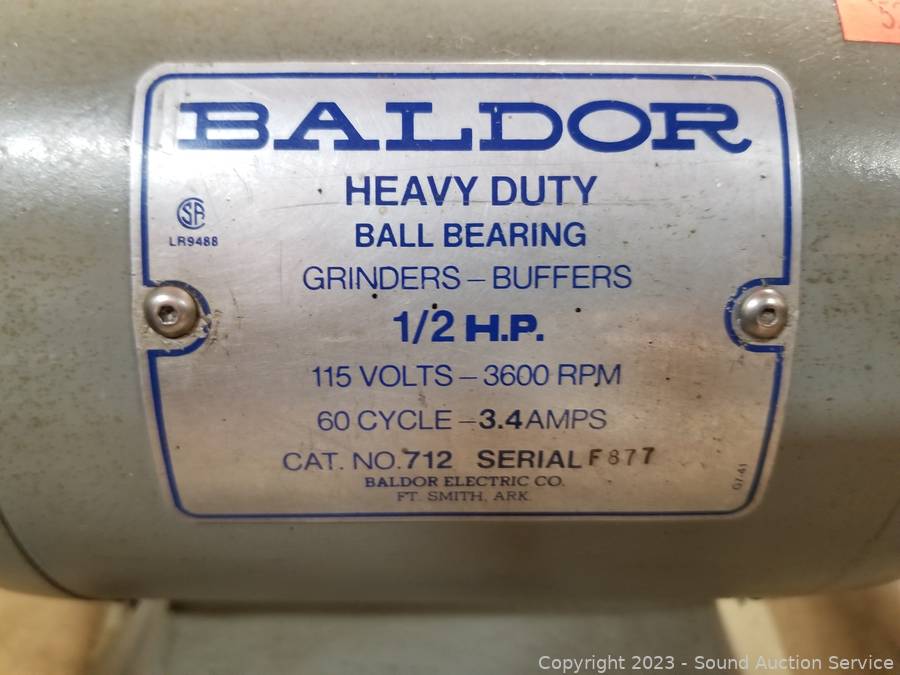 BALDOR
HEAVY DUTY
SA
LR9488
BALL BEARING
GRINDERS – BUFFERS
1/2 H.P.
115 VOLTS – 3600 RPM
60 CYCLE – 3.4 AMPS
CAT. NO. 712 SERIAL F877
BALDOR ELECTRIC CO.
FT. SMITH, ARK.
Copyright 2023 - Sound Auction Service